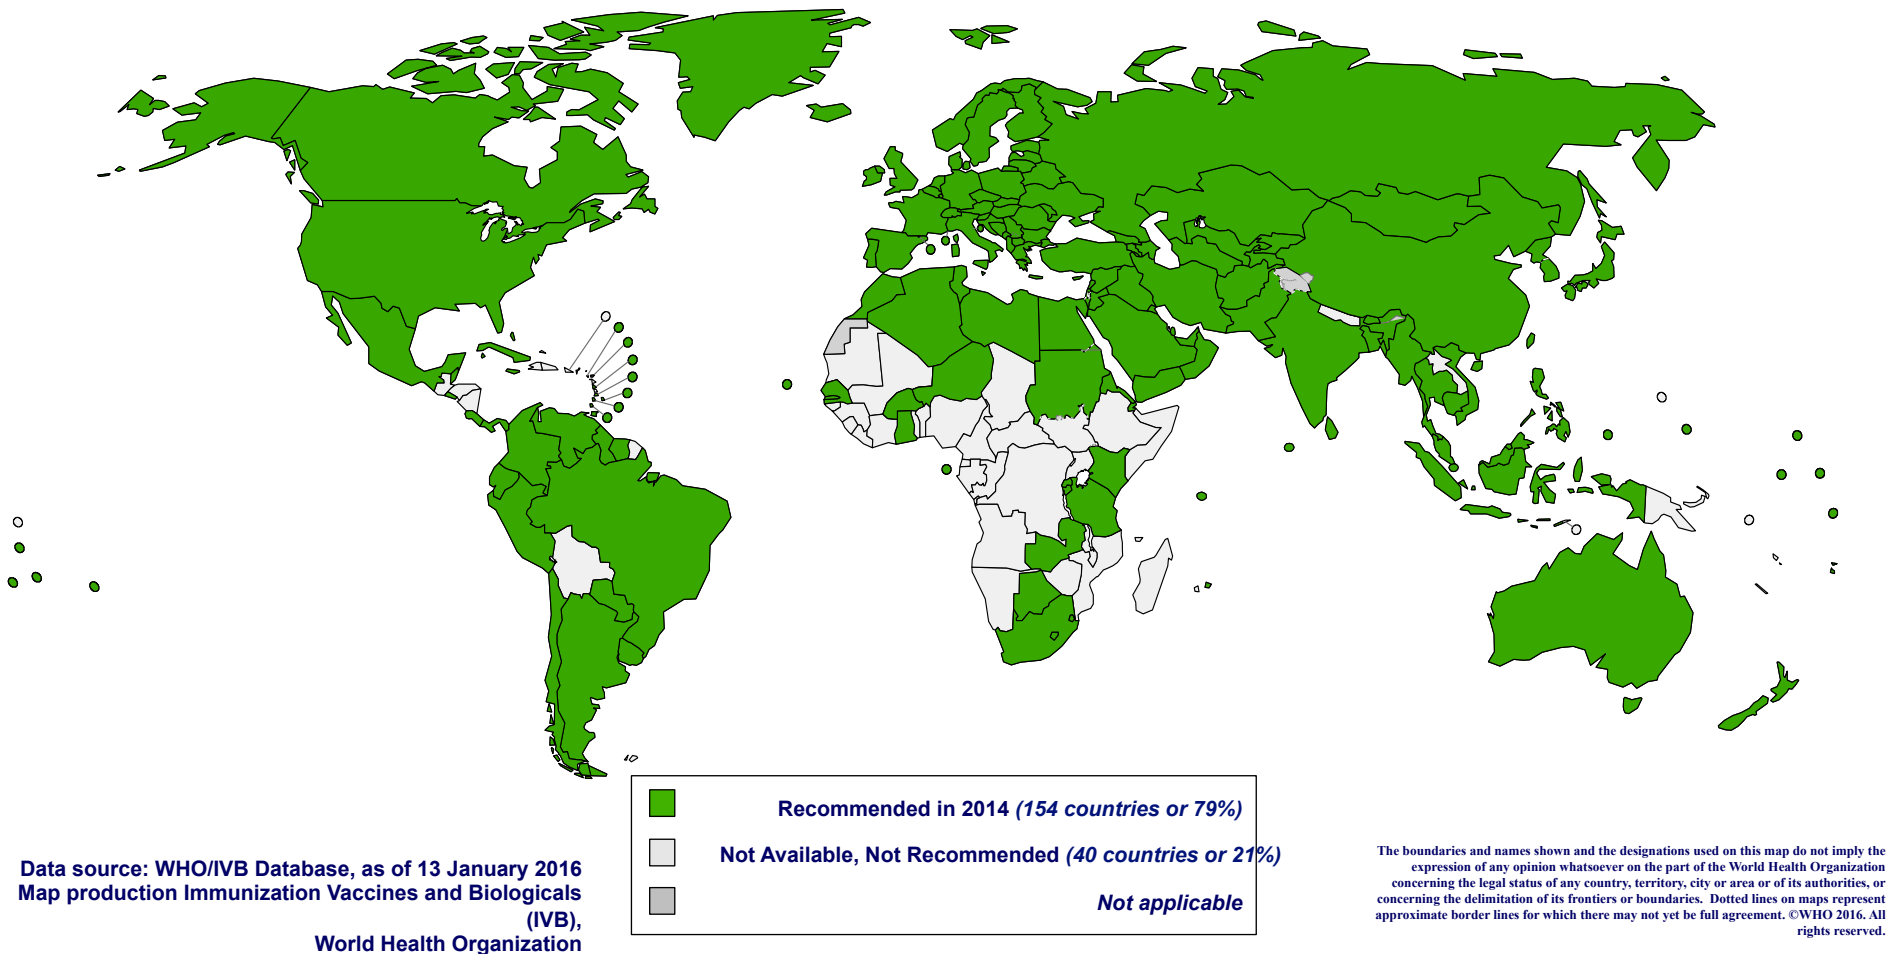 Recommended in 2014 (154 countries or 79%)
Not Available, Not Recommended (40 countries or 21%)
Not applicable
Data source: WHO/IVB Database, as of 13 January 2016
Map production Immunization Vaccines and Biologicals
(IVB),
World Health Organization
The boundaries and names shown and the designations used on this map do not imply the
expression of any opinion whatsoever on the part of the World Health Organization
concerning the legal status of any country, territory, city or area or of its authorities, or
concerning the delimitation of its frontiers or boundaries.  Dotted lines on maps represent
approximate border lines for which there may not yet be full agreement. ©WHO 2016. All
rights reserved.